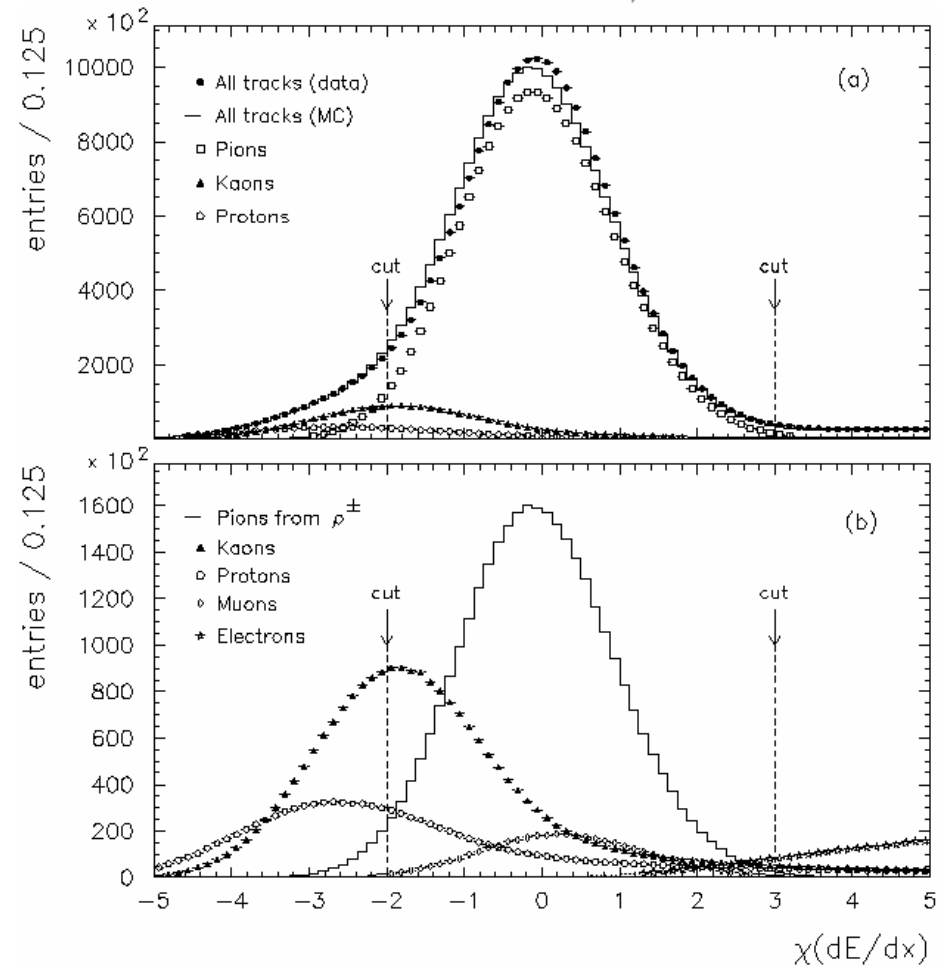 × 10²
entries / 0.125
10000
8000
6000
4000
2000
● All tracks (data)
— All tracks (MC)
□ Pions
▲ Kaons
○ Protons
(a)
cut
cut
× 10²
entries / 0.125
1600
1400
1200
1000
800
600
400
200
0
— Pions from ρ±
▲ Kaons
○ Protons
◊ Muons
☆ Electrons
(b)
cut
cut
−5 −4 −3 −2 −1 0 1 2 3 4 5
χ(dE/dx)